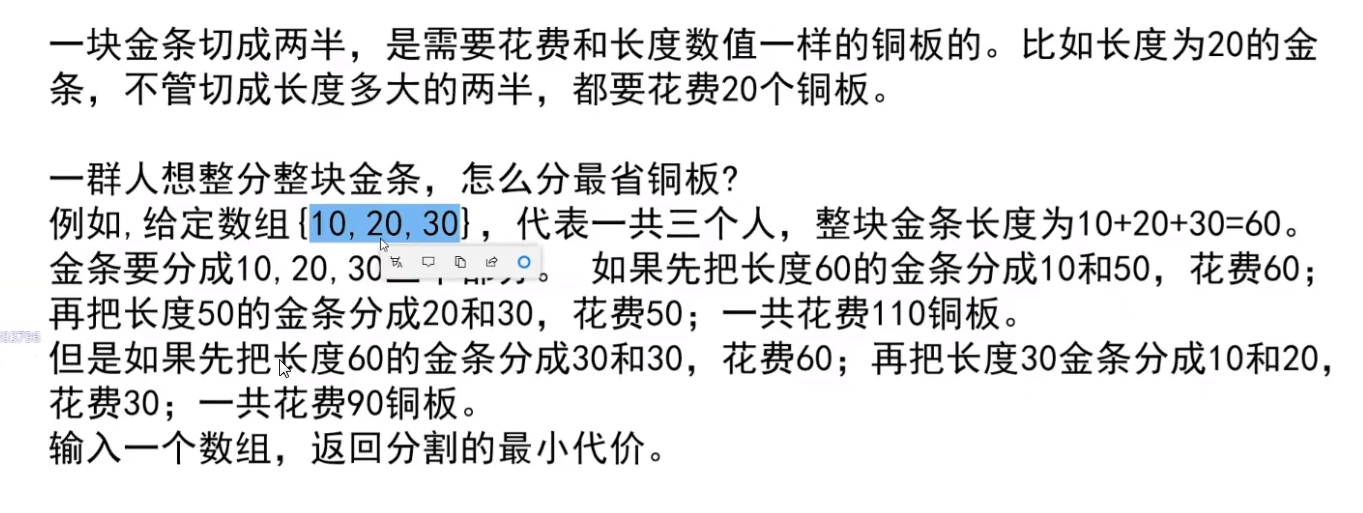 一块金条切成两半，是需要花费和长度数值一样的铜板的。比如长度为20的金
条，不管切成长度多大的两半，都要花费20个铜板。
一群人想整分整块金条，怎么分最省铜板?
例如,给定数组{10,20,30}，代表一共三个人，整块金条长度为10+20+30=60。
金条要分成10,20,30 。 如果先把长度60的金条分成10和50，花费60；
再把长度50的金条分成20和30，花费50；一共花费110铜板。
但是如果先把长度60的金条分成30和30，花费60；再把长度30金条分成10和20，
花费30；一共花费90铜板。
输入一个数组，返回分割的最小代价。